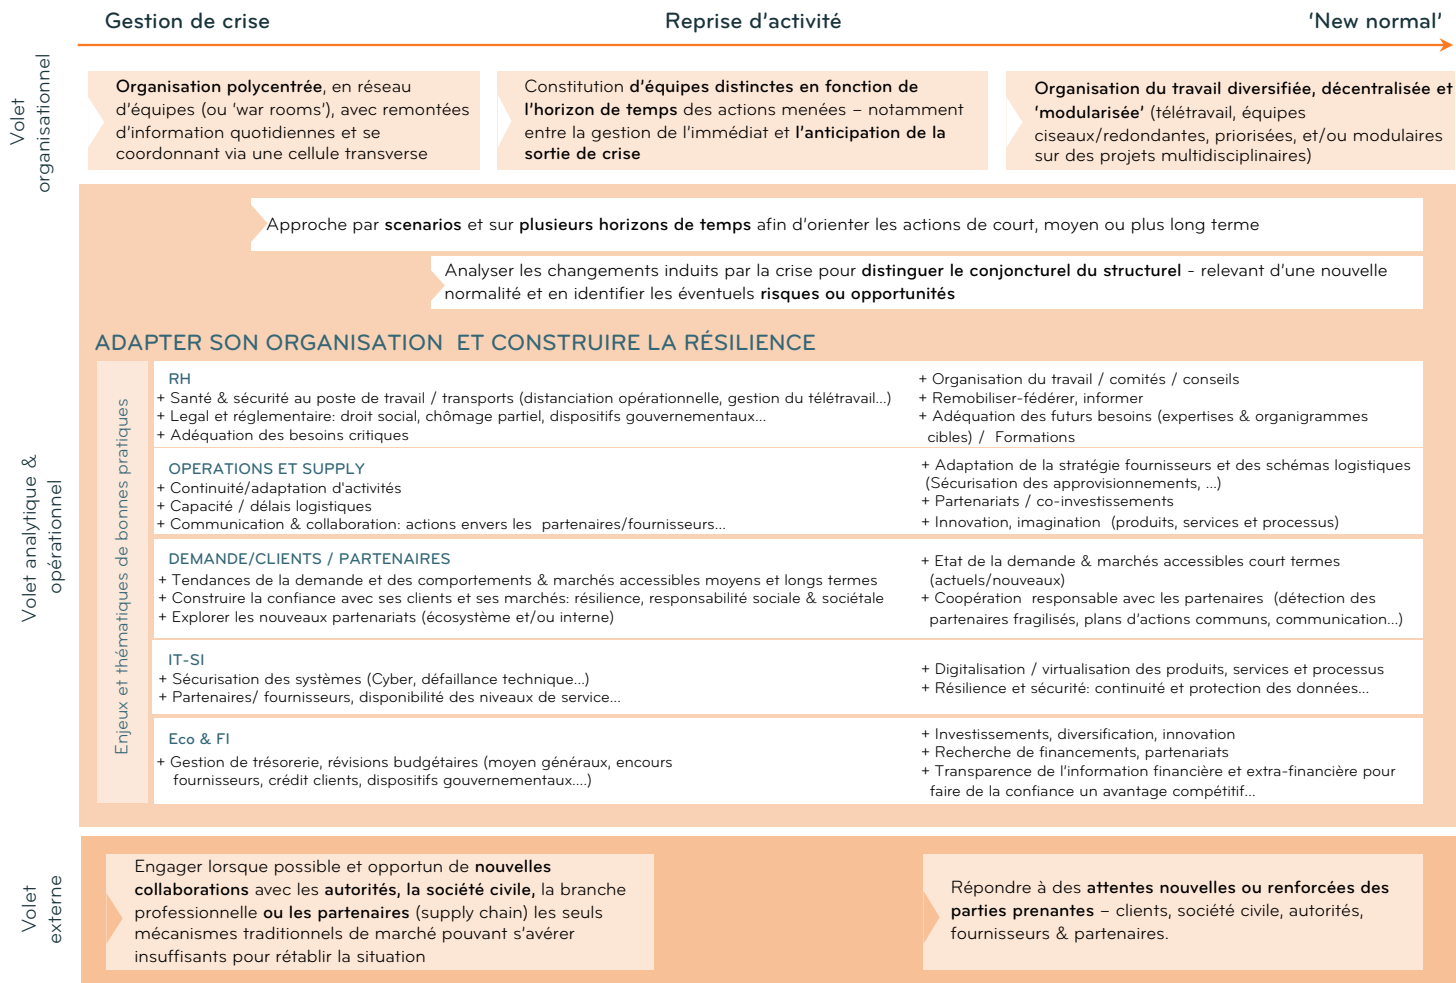 Gestion de crise
Reprise d’activité
‘New normal’
Volet
organisationnel
Organisation polycentrée, en réseau
d’équipes (ou ‘war rooms’), avec remontées
d’information quotidiennes et se
coordonnant via une cellule transverse
Constitution d’équipes distinctes en fonction de
l’horizon de temps des actions menées – notamment
entre la gestion de l’immédiat et l’anticipation de la
sortie de crise
Organisation du travail diversifiée, décentralisée et
‘modularisée’ (télétravail, équipes
ciseaux/redondantes, priorisées, et/ou modulaires
sur des projets multidisciplinaires)
Volet analytique &
opérationnel
Approche par scenarios et sur plusieurs horizons de temps afin d’orienter les actions de court, moyen ou plus long terme
Analyser les changements induits par la crise pour distinguer le conjoncturel du structurel - relevant d’une nouvelle
normalité et en identifier les éventuels risques ou opportunités
ADAPTER SON ORGANISATION ET CONSTRUIRE LA RÉSILIENCE
Enjeux et thématiques de bonnes pratiques
RH
+ Santé & sécurité au poste de travail / transports (distanciation opérationnelle, gestion du télétravail…)
+ Legal et réglementaire: droit social, chômage partiel, dispositifs gouvernementaux…
+ Adéquation des besoins critiques
+ Organisation du travail / comités / conseils
+ Remobiliser-fédérer, informer
+ Adéquation des futurs besoins (expertises & organigrammes
cibles) / Formations
OPERATIONS ET SUPPLY
+ Continuité/adaptation d'activités
+ Capacité / délais logistiques
+ Communication & collaboration: actions envers les partenaires/fournisseurs…
+ Adaptation de la stratégie fournisseurs et des schémas logistiques
(Sécurisation des approvisionnements, …)
+ Partenariats / co-investissements
+ Innovation, imagination (produits, services et processus)
DEMANDE/CLIENTS / PARTENAIRES
+ Tendances de la demande et des comportements & marchés accessibles moyens et longs termes
+ Construire la confiance avec ses clients et ses marchés: résilience, responsabilité sociale & sociétale
+ Explorer les nouveaux partenariats (écosystème et/ou interne)
+ Etat de la demande & marchés accessibles court termes
(actuels/nouveaux)
+ Coopération responsable avec les partenaires (détection des
partenaires fragilisés, plans d’actions communs, communication…)
IT-SI
+ Sécurisation des systèmes (Cyber, défaillance technique…)
+ Partenaires/ fournisseurs, disponibilité des niveaux de service…
+ Digitalisation / virtualisation des produits, services et processus
+ Résilience et sécurité: continuité et protection des données…
Eco & FI
+ Gestion de trésorerie, révisions budgétaires (moyen généraux, encours
fournisseurs, crédit clients, dispositifs gouvernementaux….)
+ Investissements, diversification, innovation
+ Recherche de financements, partenariats
+ Transparence de l’information financière et extra-financière pour
faire de la confiance un avantage compétitif…
Volet
externe
Engager lorsque possible et opportun de nouvelles
collaborations avec les autorités, la société civile, la branche
professionnelle ou les partenaires (supply chain) les seuls
mécanismes traditionnels de marché pouvant s’avérer
insuffisants pour rétablir la situation
Répondre à des attentes nouvelles ou renforcées des
parties prenantes – clients, société civile, autorités,
fournisseurs & partenaires.